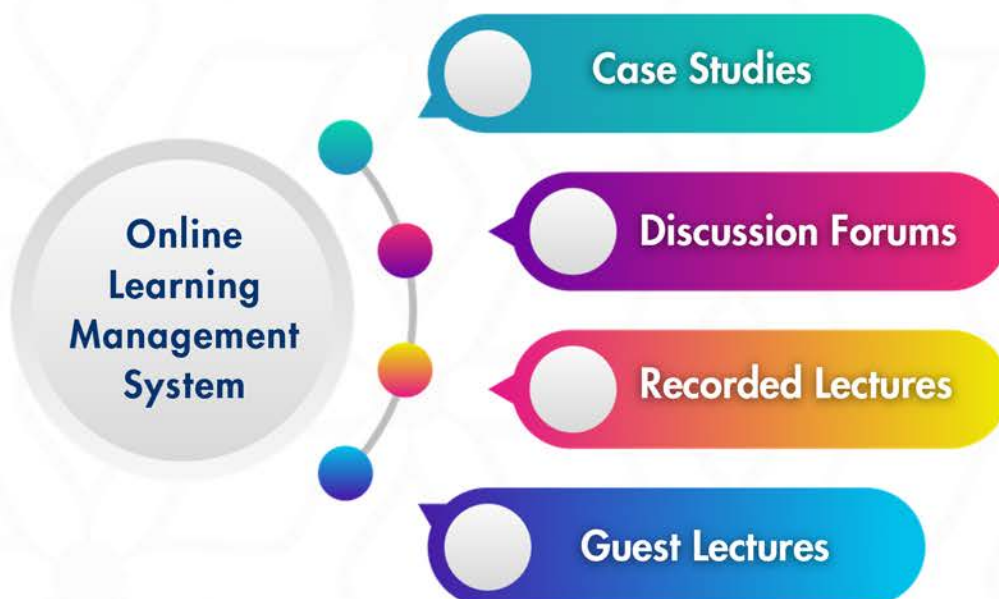 Online
Learning
Management
System
Case Studies
Discussion Forums
Recorded Lectures
Guest Lectures